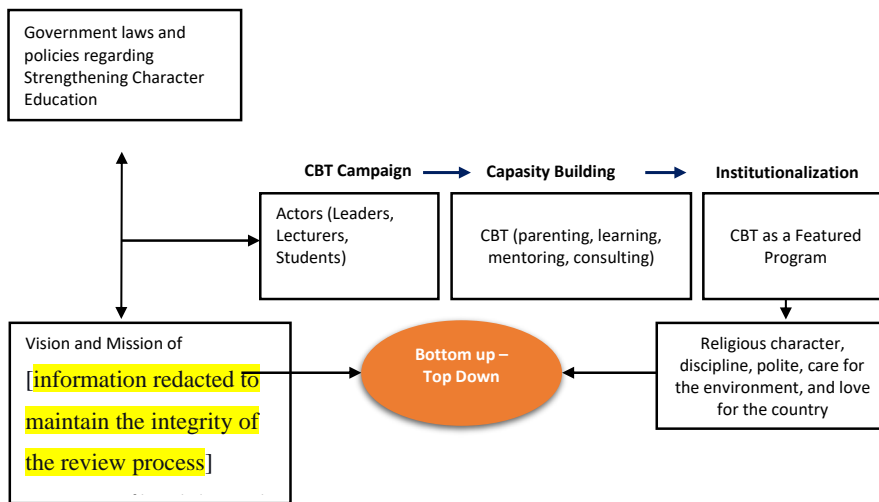 Government laws and
policies regarding
Strengthening Character
Education
CBT Campaign
Capasity Building
Institutionalization
Actors (Leaders,
Lecturers,
Students)
CBT (parenting, learning,
mentoring, consulting)
CBT as a Featured
Program
Vision and Mission of
[information redacted to
maintain the integrity of
the review process]
Bottom up –
Top Down
Religious character,
discipline, polite, care for
the environment, and love
for the country